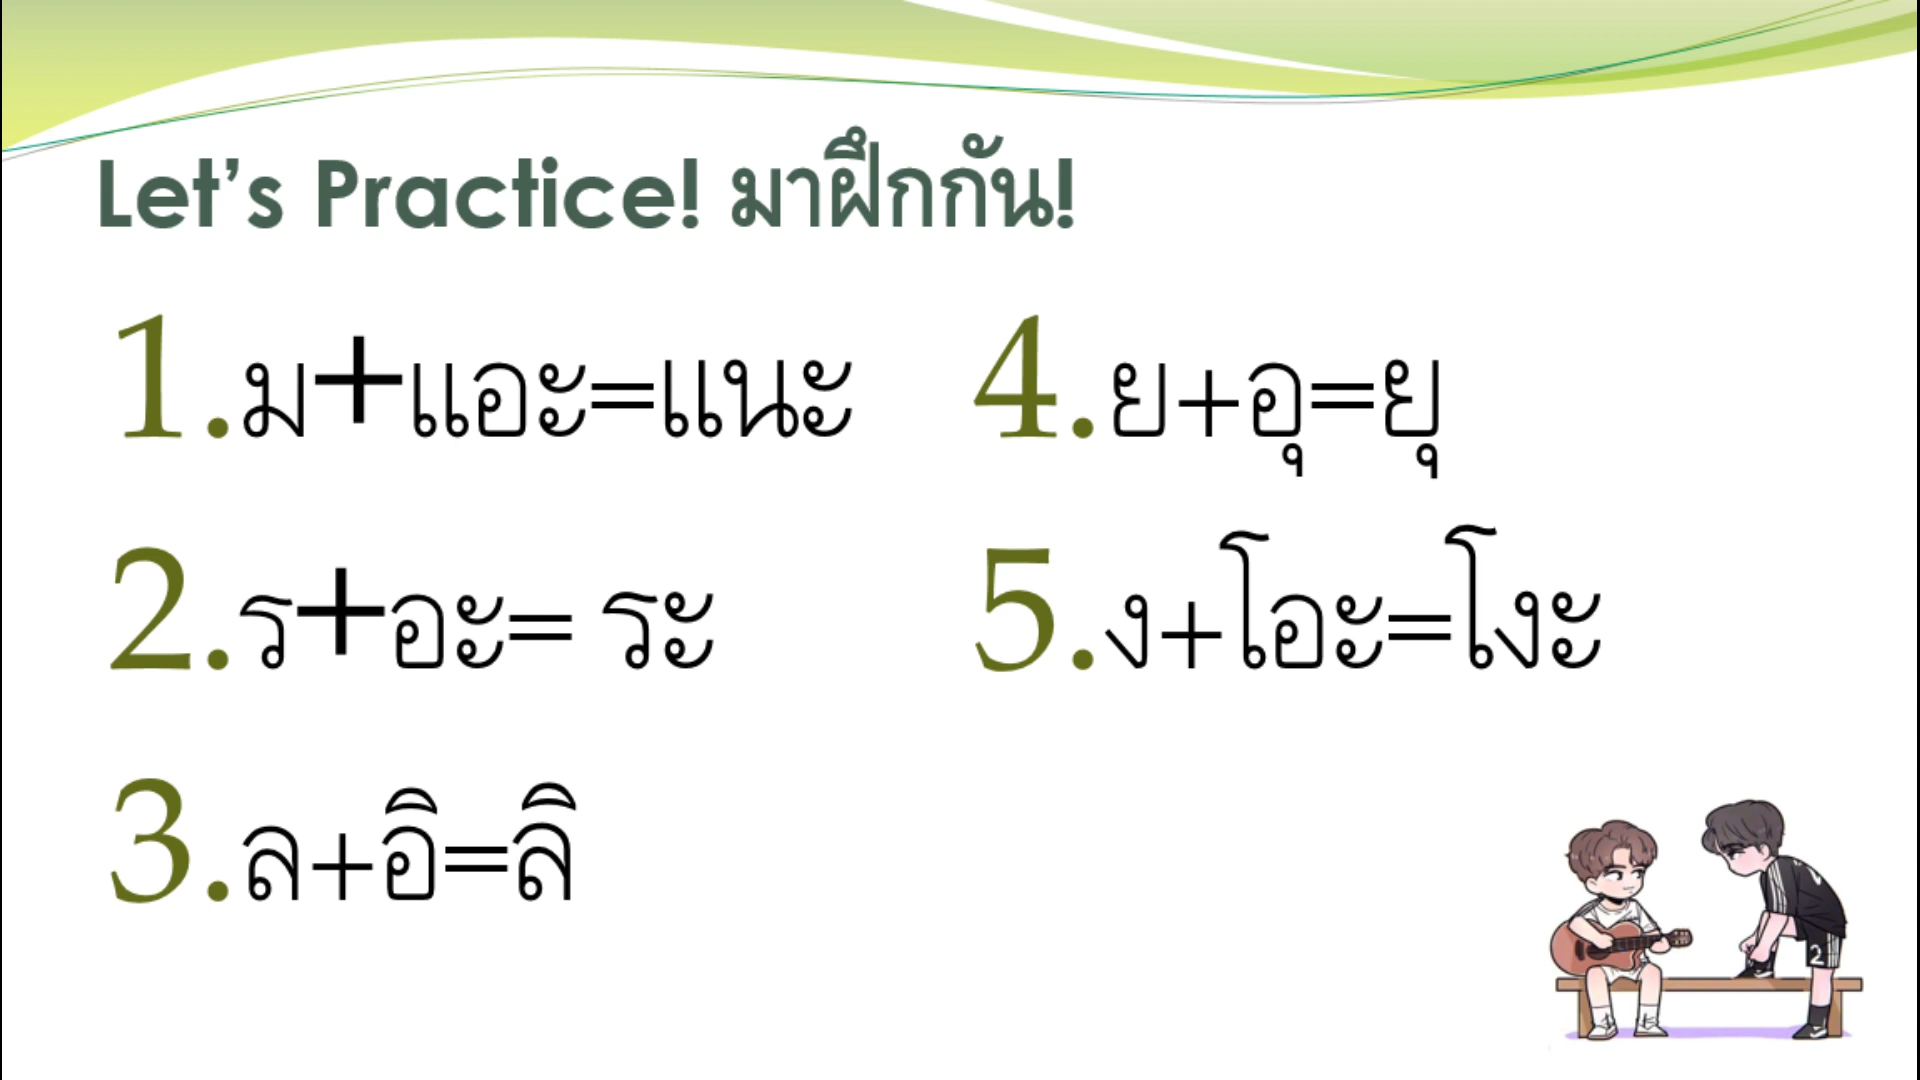 Let's Practice! มาฝึกกัน!
1.ม+แอะ=แนะ
2.ร+อะ= ระ
3.ล+อิ=ลิ
4.ย+อุ=ยุ
5.ง+โอะ=โงะ
2